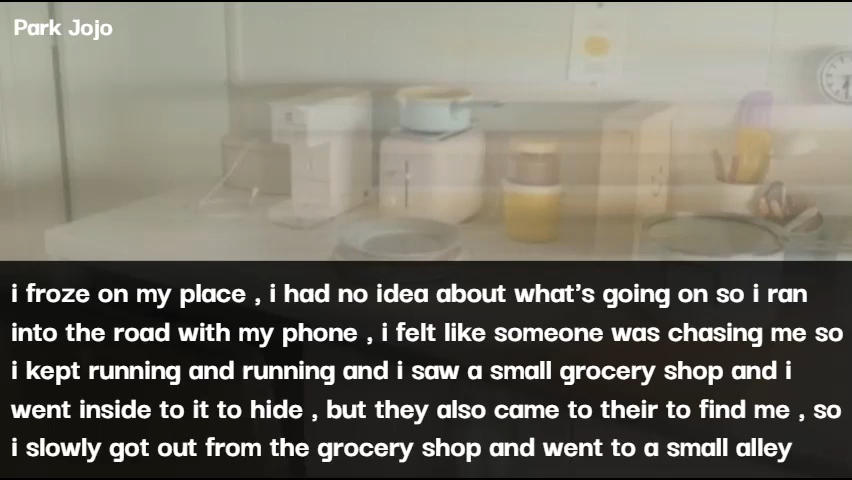 Park Jojo
i froze on my place , i had no idea about what's going on so i ran
into the road with my phone , i felt like someone was chasing me so
i kept running and running and i saw a small grocery shop and i
went inside to it to hide , but they also came to their to find me , so
i slowly got out from the grocery shop and went to a small alley